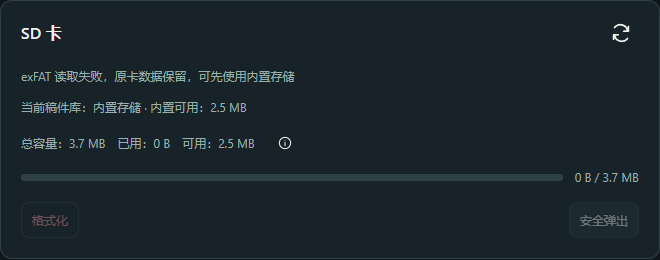 SD 卡
exFAT 读取失败，原卡数据保留，可先使用内置存储
当前稿件库：内置存储 · 内置可用：2.5 MB
总容量：3.7 MB 已用：0 B 可用：2.5 MB
0 B / 3.7 MB
格式化 安全弹出